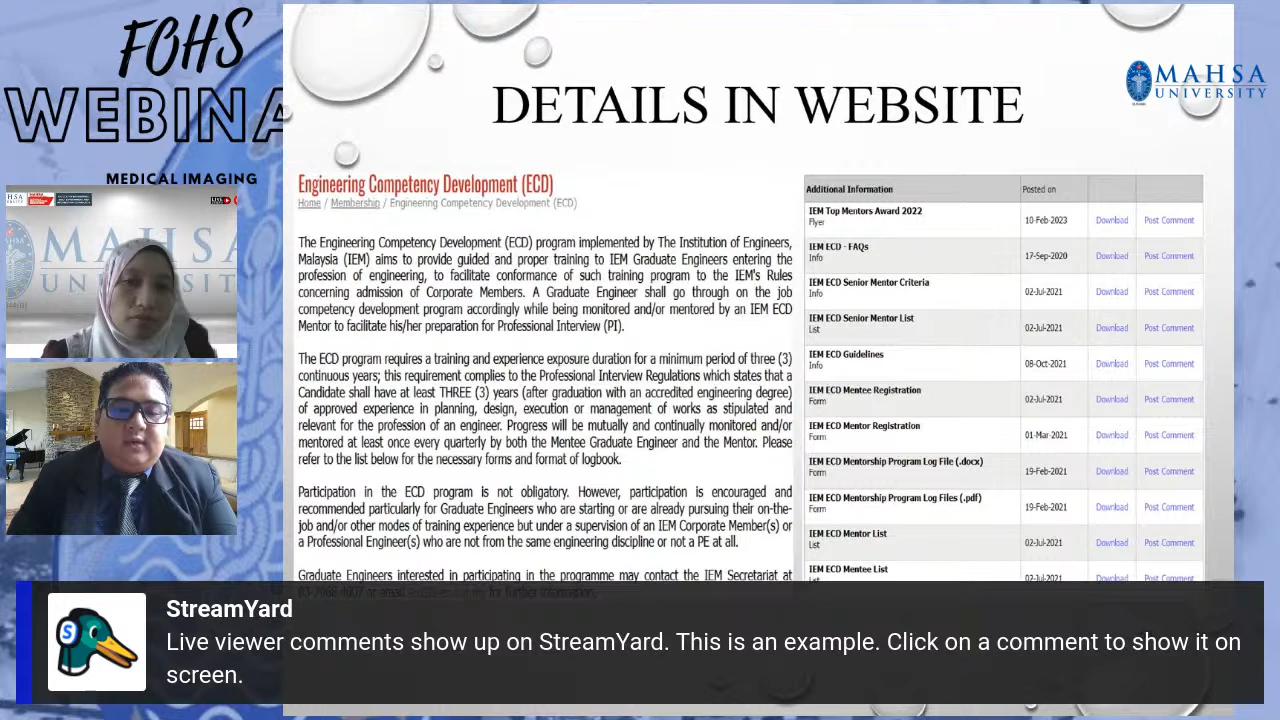 FOHS
WEBINA
MEDICAL IMAGING
MAHSA
UNIVERSITY
DETAILS IN WEBSITE
Engineering Competency Development (ECD)
Home / Membership / Engineering Competency Development (ECD)
The Engineering Competency Development (ECD) program implemented by The Institution of Engineers,
Malaysia (IEM) aims to provide guided and proper training to IEM Graduate Engineers entering the
profession of engineering, to facilitate conformance of such training program to the IEM's Rules
concerning admission of Corporate Members. A Graduate Engineer shall go through on the job
competency development program accordingly while being monitored and/or mentored by an IEM ECD
Mentor to facilitate his/her preparation for Professional Interview (PI).
The ECD program requires a training and experience exposure duration for a minimum period of three (3)
continuous years; this requirement complies to the Professional Interview Regulations which states that a
Candidate shall have at least THREE (3) years (after graduation with an accredited engineering degree)
of approved experience in planning, design, execution or management of works as stipulated and
relevant for the profession of an engineer. Progress will be mutually and continually monitored and/or
mentored at least once every quarterly by both the Mentee Graduate Engineer and the Mentor. Please
refer to the list below for the necessary forms and format of logbook.
Participation in the ECD program is not obligatory. However, participation is encouraged and
recommended particularly for Graduate Engineers who are starting or are already pursuing their on-the-
job and/or other modes of training experience but under a supervision of an IEM Corporate Member(s) or
a Professional Engineer(s) who are not from the same engineering discipline or not a PE at all.
Graduate Engineers interested in participating in the programme may contact the IEM Secretariat at
for further information.
Additional Information Posted on
IEM Top Mentors Award 2022
Flyer 10-Feb-2023 Download Post Comment
IEM ECD - FAQs
Info 17-Sep-2020 Download Post Comment
IEM ECD Senior Mentor Criteria
Info 02-Jul-2021 Download Post Comment
IEM ECD Senior Mentor List
List 02-Jul-2021 Download Post Comment
IEM ECD Guidelines
Info 08-Oct-2021 Download Post Comment
IEM ECD Mentee Registration
Form 02-Jul-2021 Download Post Comment
IEM ECD Mentor Registration
Form 01-Mar-2021 Download Post Comment
IEM ECD Mentorship Program Log File (.docx)
Form 19-Feb-2021 Download Post Comment
IEM ECD Mentorship Program Log Files (.pdf)
Form 19-Feb-2021 Download Post Comment
IEM ECD Mentor List
List 02-Jul-2021 Download Post Comment
IEM ECD Mentee List
List 02-Jul-2021 Download Post Comment
MAHSA
StreamYard
Live viewer comments show up on StreamYard. This is an example. Click on a comment to show it on
screen.